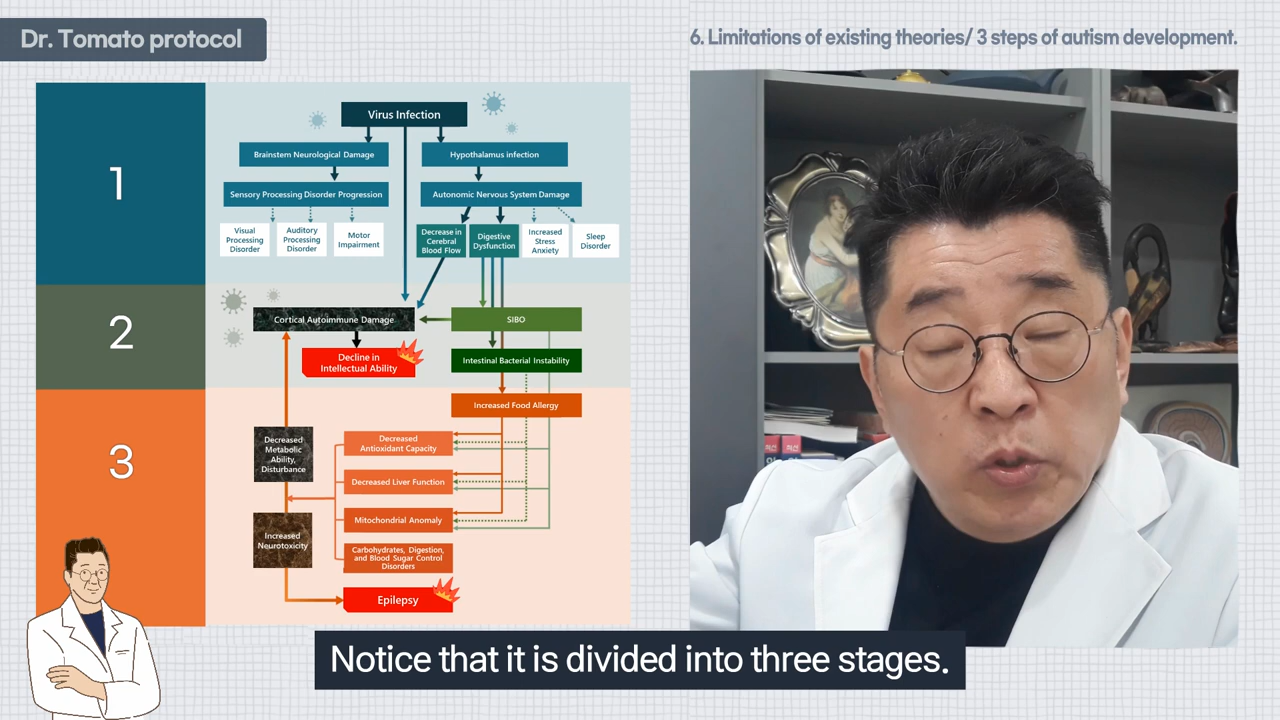 Dr. Tomato protocol
6. Limitations of existing theories/ 3 steps of autism development.
1
Virus Infection
Brainstem Neurological Damage
Hypothalamus infection
Sensory Processing Disorder Progression
Autonomic Nervous System Damage
Visual
Processing
Disorder
Auditory
Processing
Disorder
Motor
Impairment
Decrease in
Cerebral
Blood Flow
Digestive
Dysfunction
Increased
Stress
Anxiety
Sleep
Disorder
2
Cortical Autoimmune Damage
SIBO
Decline in
Intellectual Ability
Intestinal Bacterial Instability
3
Increased Food Allergy
Decreased
Metabolic
Ability,
Disturbance
Decreased
Antioxidant Capacity
Decreased Liver Function
Mitochondrial Anomaly
Increased
Neurotoxicity
Carbohydrates, Digestion,
and Blood Sugar Control
Disorders
Epilepsy
Notice that it is divided into three stages.